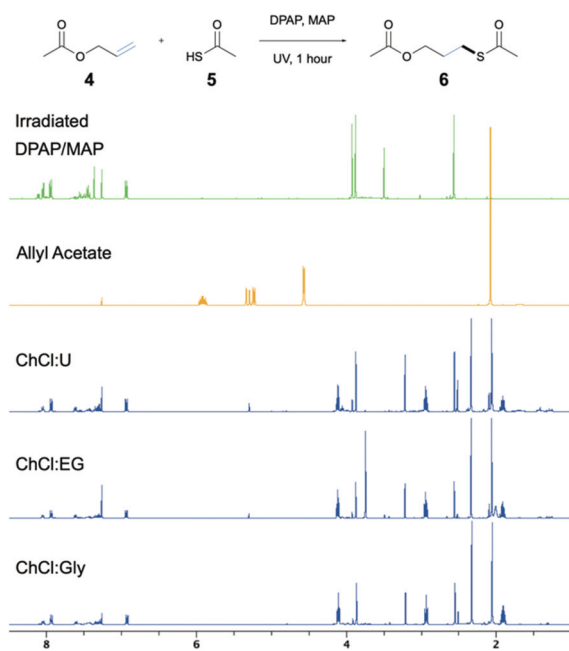 DPAP, MAP
O
O
+
HS
O
O
O
S
O
UV, 1 hour
4
5
6
Irradiated
DPAP/MAP
Allyl Acetate
ChCl:U
ChCl:EG
ChCl:Gly
8
6
4
2